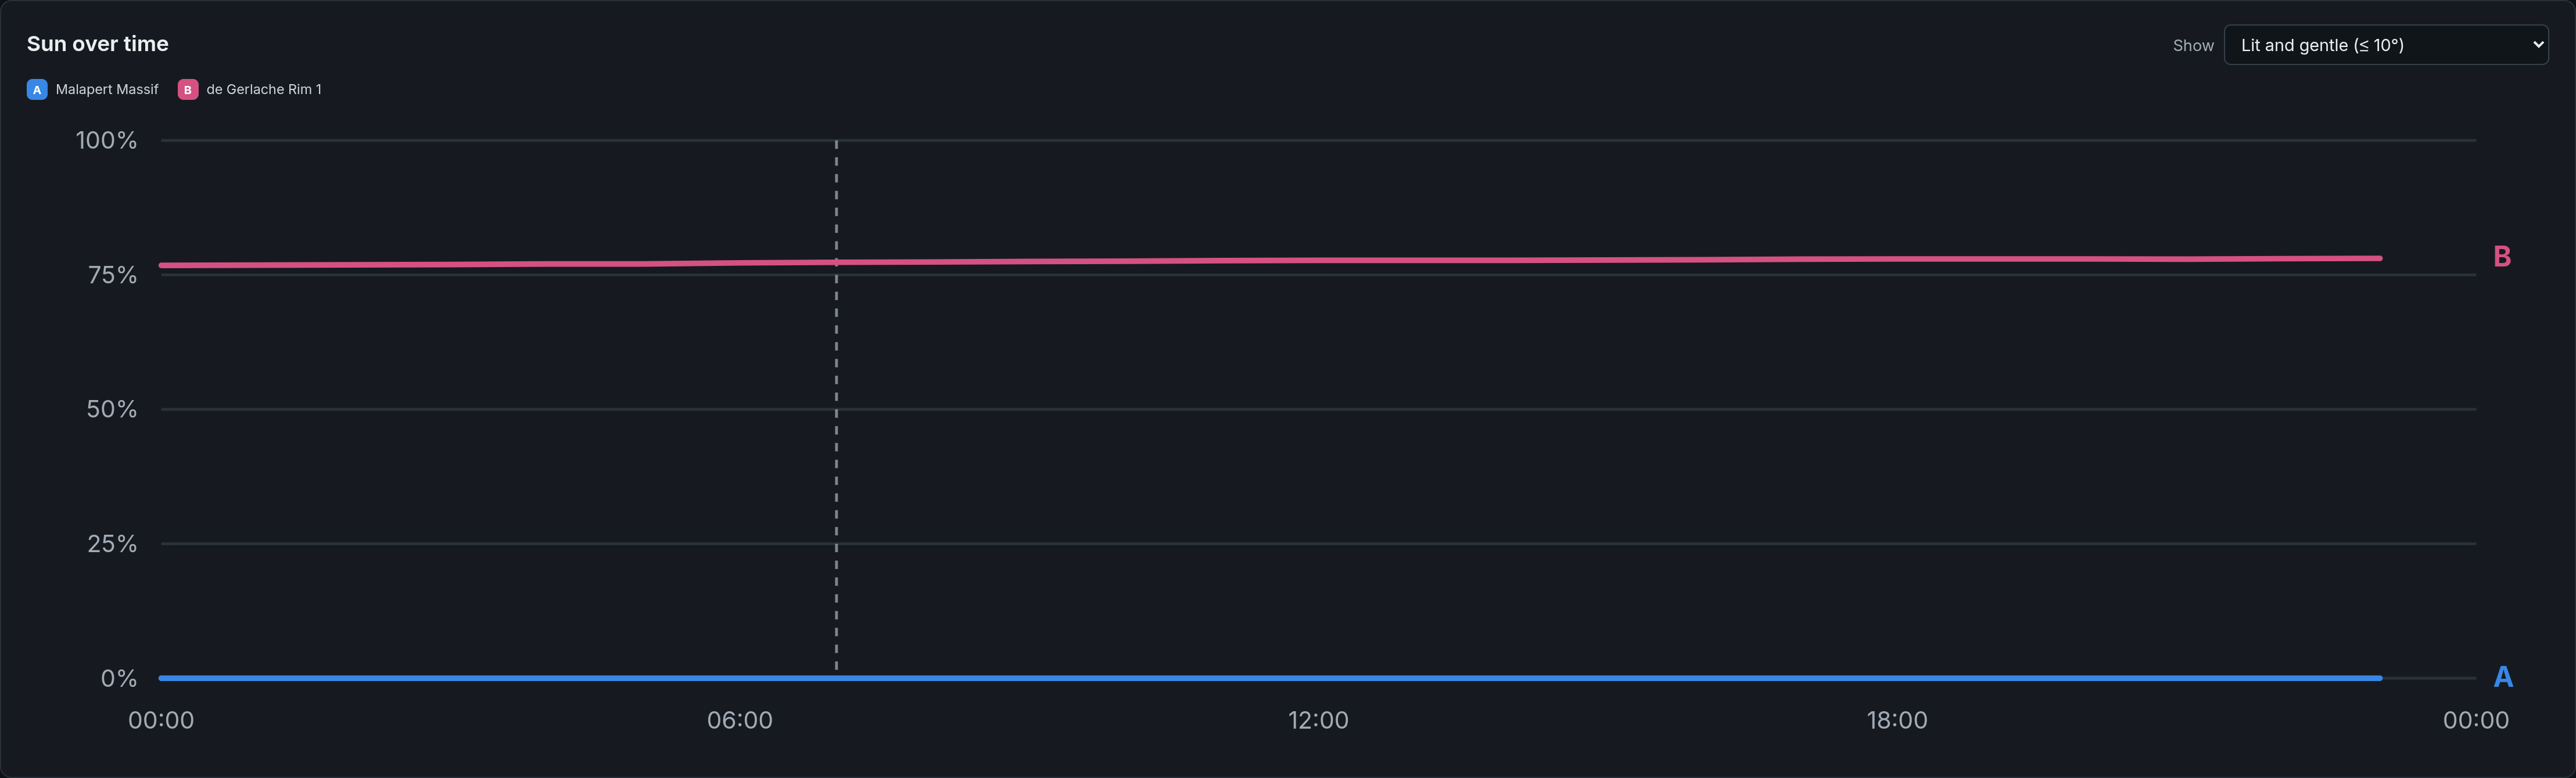 Sun over time
Show Lit and gentle (≤ 10°)
A Malapert Massif B de Gerlache Rim 1
100%
B
75%
50%
25%
0%
A
00:00 06:00 12:00 18:00 00:00